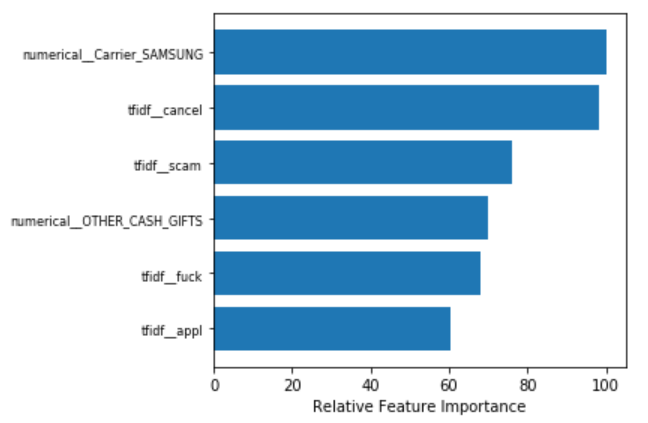 numerical__Carrier_SAMSUNG
tfidf__cancel
tfidf__scam
numerical__OTHER_CASH_GIFTS
tfidf__fuck
tfidf__appl
0 20 40 60 80 100
Relative Feature Importance